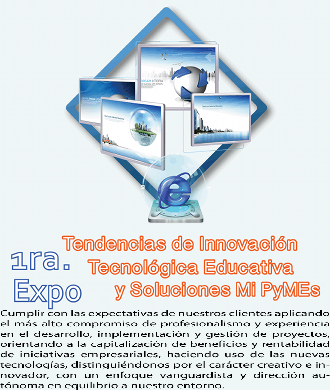 1ra.
Expo
Tendencias de Innovación
Tecnológica Educativa
y Soluciones Mi PyMEs
Cumplir con las expectativas de nuestros clientes aplicando
el más alto compromiso de profesionalismo y experiencia
en el desarrollo, implementación y gestión de proyectos,
orientando a la capitalización de beneficios y rentabilidad
de iniciativas empresariales, haciendo uso de las nuevas
tecnologías, distinguiéndonos por el carácter creativo e in-
novador, con un enfoque vanguardista y dirección au-
tónoma en equilibrio a nuestro entorno.